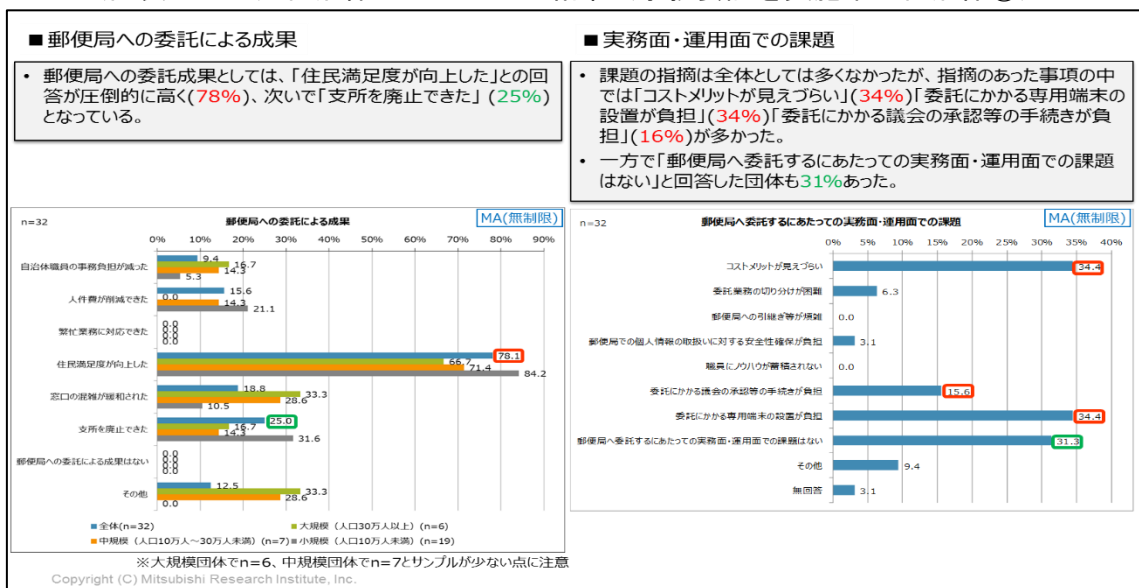 ■郵便局への委託による成果
・ 郵便局への委託成果としては、「住民満足度が向上した」との回
答が圧倒的に高く(78%)、次いで「支所を廃止できた」(25%)
となっている。
■実務面・運用面での課題
・ 課題の指摘は全体としては多くなかったが、指摘のあった事項の中
では「コストメリットが見えづらい」(34%)「委託にかかる専用端末の
設置が負担」(34%)「委託にかかる議会の承認等の手続きが負
担」(16%)が多かった。
・ 一方で「郵便局へ委託するにあたっての実務面・運用面での課題
はない」と回答した団体も31%あった。
n=32
郵便局への委託による成果
MA(無制限)
0% 10% 20% 30% 40% 50% 60% 70% 80% 90%
自治体職員の事務負担が減った
9.4
16.7
14.3
5.3
人件費が削減できた
15.6
0.0
14.3
21.1
繁忙業務に対応できた
0.0
0.0
0.0
0.0
住民満足度が向上した
78.1
66.7
71.4
84.2
窓口の混雑が緩和された
18.8
33.3
28.6
10.5
支所を廃止できた
25.0
16.7
14.3
31.6
郵便局への委託による成果はない
0.0
0.0
0.0
0.0
その他
12.5
33.3
28.6
0.0
■全体(n=32)
■大規模（人口30万人以上）(n=6)
■中規模（人口10万人～30万人未満）(n=7)
■小規模（人口10万人未満）(n=19)
※大規模団体でn=6、中規模団体でn=7とサンプルが少ない点に注意
n=32
郵便局へ委託するにあたっての実務面・運用面での課題
MA(無制限)
0% 5% 10% 15% 20% 25% 30% 35% 40%
コストメリットが見えづらい 34.4
委託業務の切り分けが困難 6.3
郵便局への引継ぎ等が煩雑 0.0
郵便局での個人情報の取扱いに対する安全性確保が負担 3.1
職員にノウハウが蓄積されない 0.0
委託にかかる議会の承認等の手続きが負担 15.6
委託にかかる専用端末の設置が負担 34.4
郵便局へ委託するにあたっての実務面・運用面での課題はない 31.3
その他 9.4
無回答 3.1
Copyright (C) Mitsubishi Research Institute, Inc.